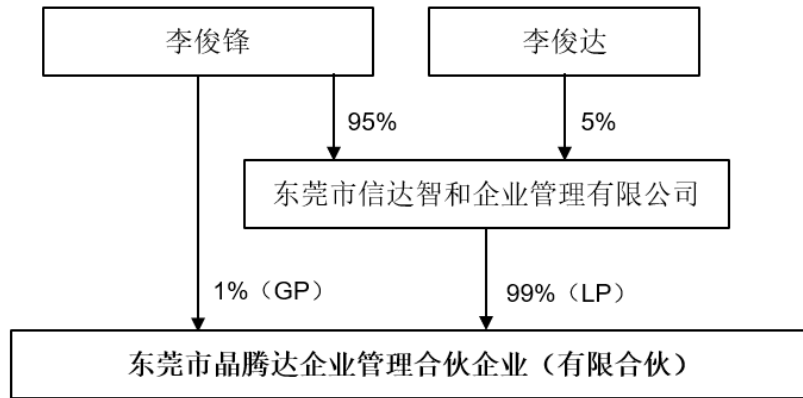 李俊锋
李俊达
95%
5%
东莞市信达智和企业管理有限公司
1%（GP）
99%（LP）
东莞市晶腾达企业管理合伙企业（有限合伙）